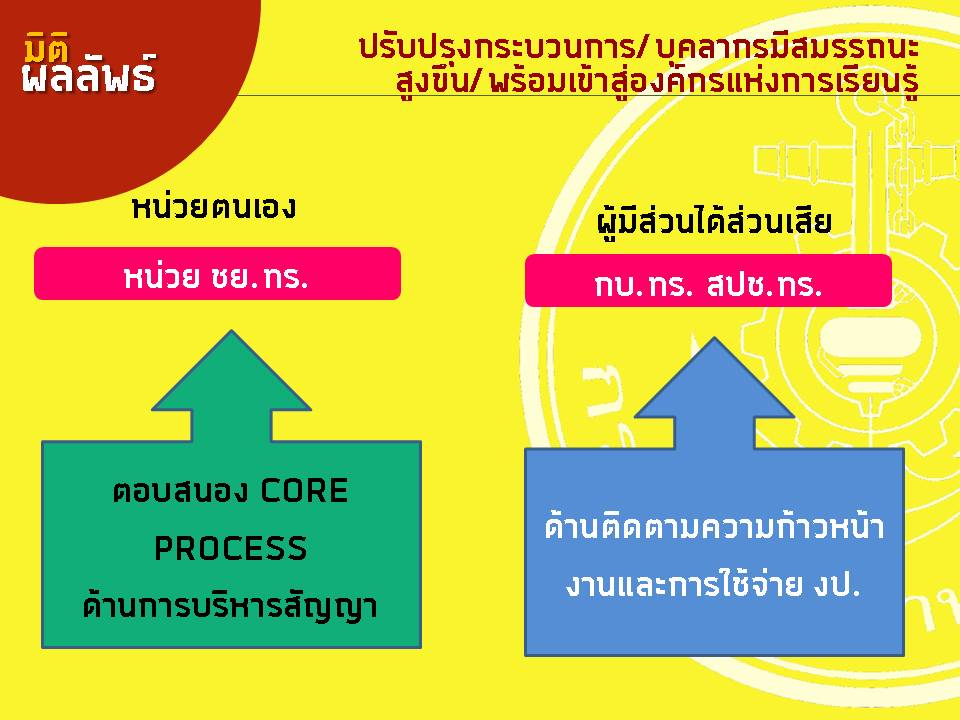 มิติ
ผลลัพธ์
ปรับปรุงกระบวนการ/ บุคลากรมีสมรรถนะ
สูงขึ้น/ พร้อมเข้าสู่องค์กรแห่งการเรียนรู้
หน่วยตนเอง
หน่วย ชย.ทร.
ตอบสนอง CORE
PROCESS
ด้านการบริหารสัญญา
ผู้มีส่วนได้ส่วนเสีย
กบ.ทร. สปช.ทร.
ด้านติดตามความก้าวหน้า
งานและการใช้จ่าย งป.